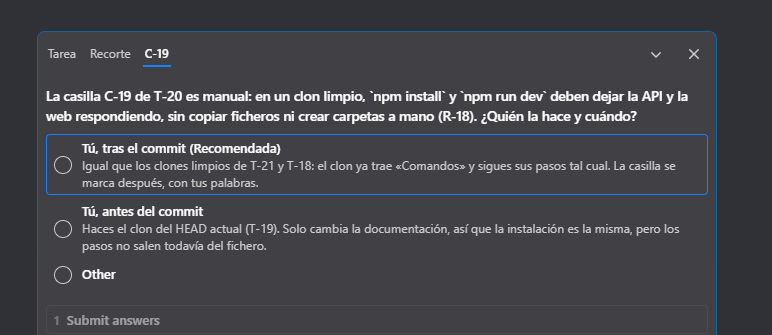 Tarea Recorte C-19
La casilla C-19 de T-20 es manual: en un clon limpio, `npm install` y `npm run dev` deben dejar la API y la
web respondiendo, sin copiar ficheros ni crear carpetas a mano (R-18). ¿Quién la hace y cuándo?
Tú, tras el commit (Recomendada)
Igual que los clones limpios de T-21 y T-18: el clon ya trae «Comandos» y sigues sus pasos tal cual. La casilla se
marca después, con tus palabras.
Tú, antes del commit
Haces el clon del HEAD actual (T-19). Solo cambia la documentación, así que la instalación es la misma, pero los
pasos no salen todavía del fichero.
Other
1 Submit answers